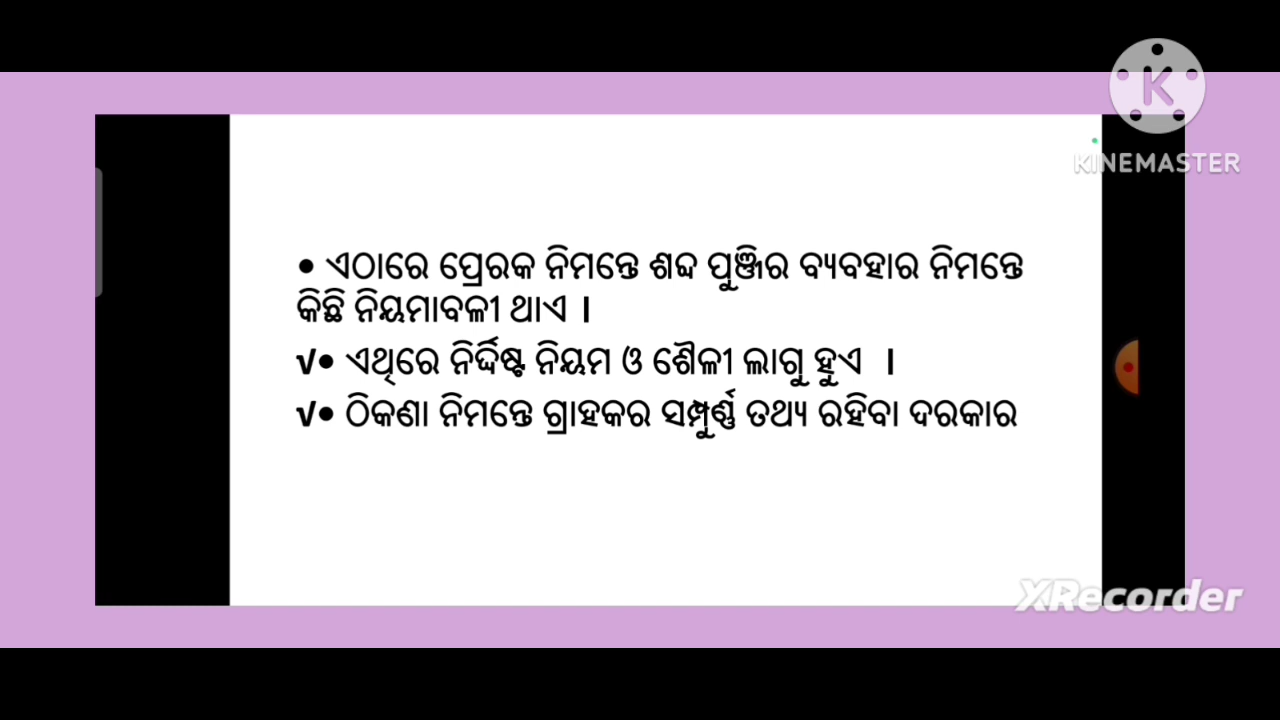 K
KINEMASTER
• ଏଠାରେ ପ୍ରେରକ ନିମନ୍ତେ ଶବ୍ଦ ପୁଞ୍ଜିର ବ୍ୟବହାର ନିମନ୍ତେ
କିଛି ନିୟମାବଳୀ ଥାଏ ।
√• ଏଥିରେ ନିର୍ଦ୍ଦିଷ୍ଟ ନିୟମ ଓ ଶୈଳୀ ଲାଗୁ ହୁଏ ।
√• ଠିକଣା ନିମନ୍ତେ ଗ୍ରାହକର ସମ୍ପୁର୍ଣ୍ଣ ତଥ୍ୟ ରହିବା ଦରକାର
XRecorder